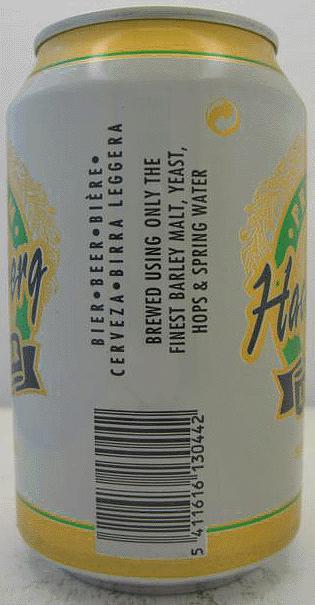 BIER•BEER•BIÈRE•
CERVEZA•BIRRA LEGGERA
BREWED USING ONLY THE
FINEST BARLEY MALT, YEAST,
HOPS & SPRING WATER
5 411616 130442